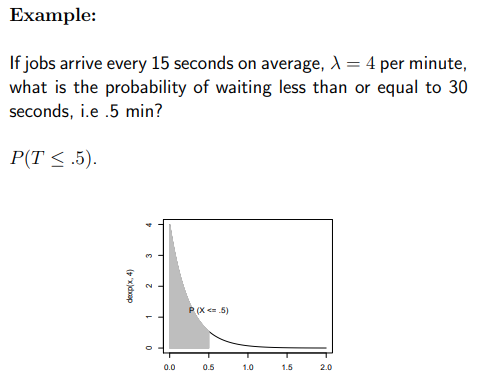 Example:
If jobs arrive every 15 seconds on average, λ = 4 per minute,
what is the probability of waiting less than or equal to 30
seconds, i.e .5 min?
P(T ≤ .5).
dexp(x, 4)
4
3
2
1
0
P (X <= .5)
0.0 0.5 1.0 1.5 2.0